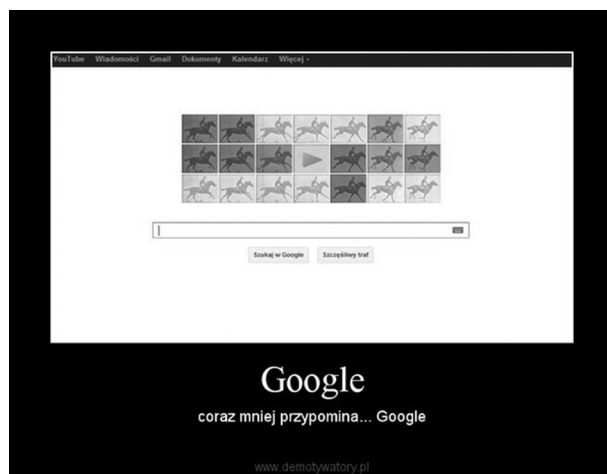 YouTube Wiadomości Gmail Dokumenty Kalendarz Więcej
Szukaj w Google Szczęśliwy traf
Google
coraz mniej przypomina... Google
www.demotywatory.pl